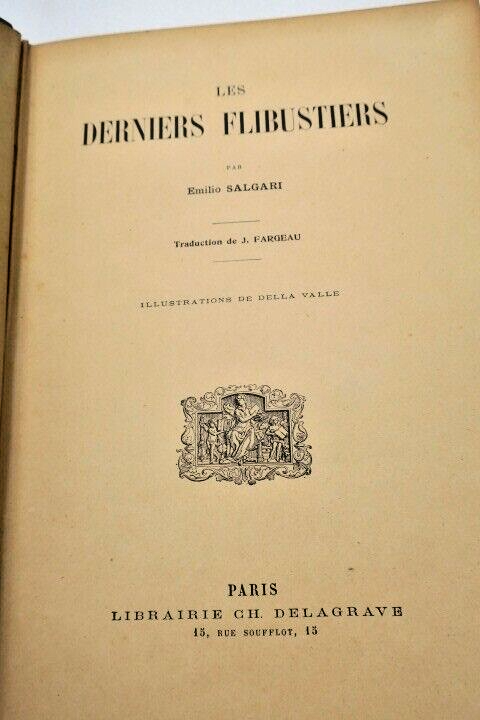 LES
DERNIERS FLIBUSTIERS
PAR
Emilio SALGARI
Traduction de J. FARGEAU
ILLUSTRATIONS DE DELLA VALLE
PARIS
LIBRAIRIE CH. DELAGRAVE
15, RUE SOUFFLOT, 15